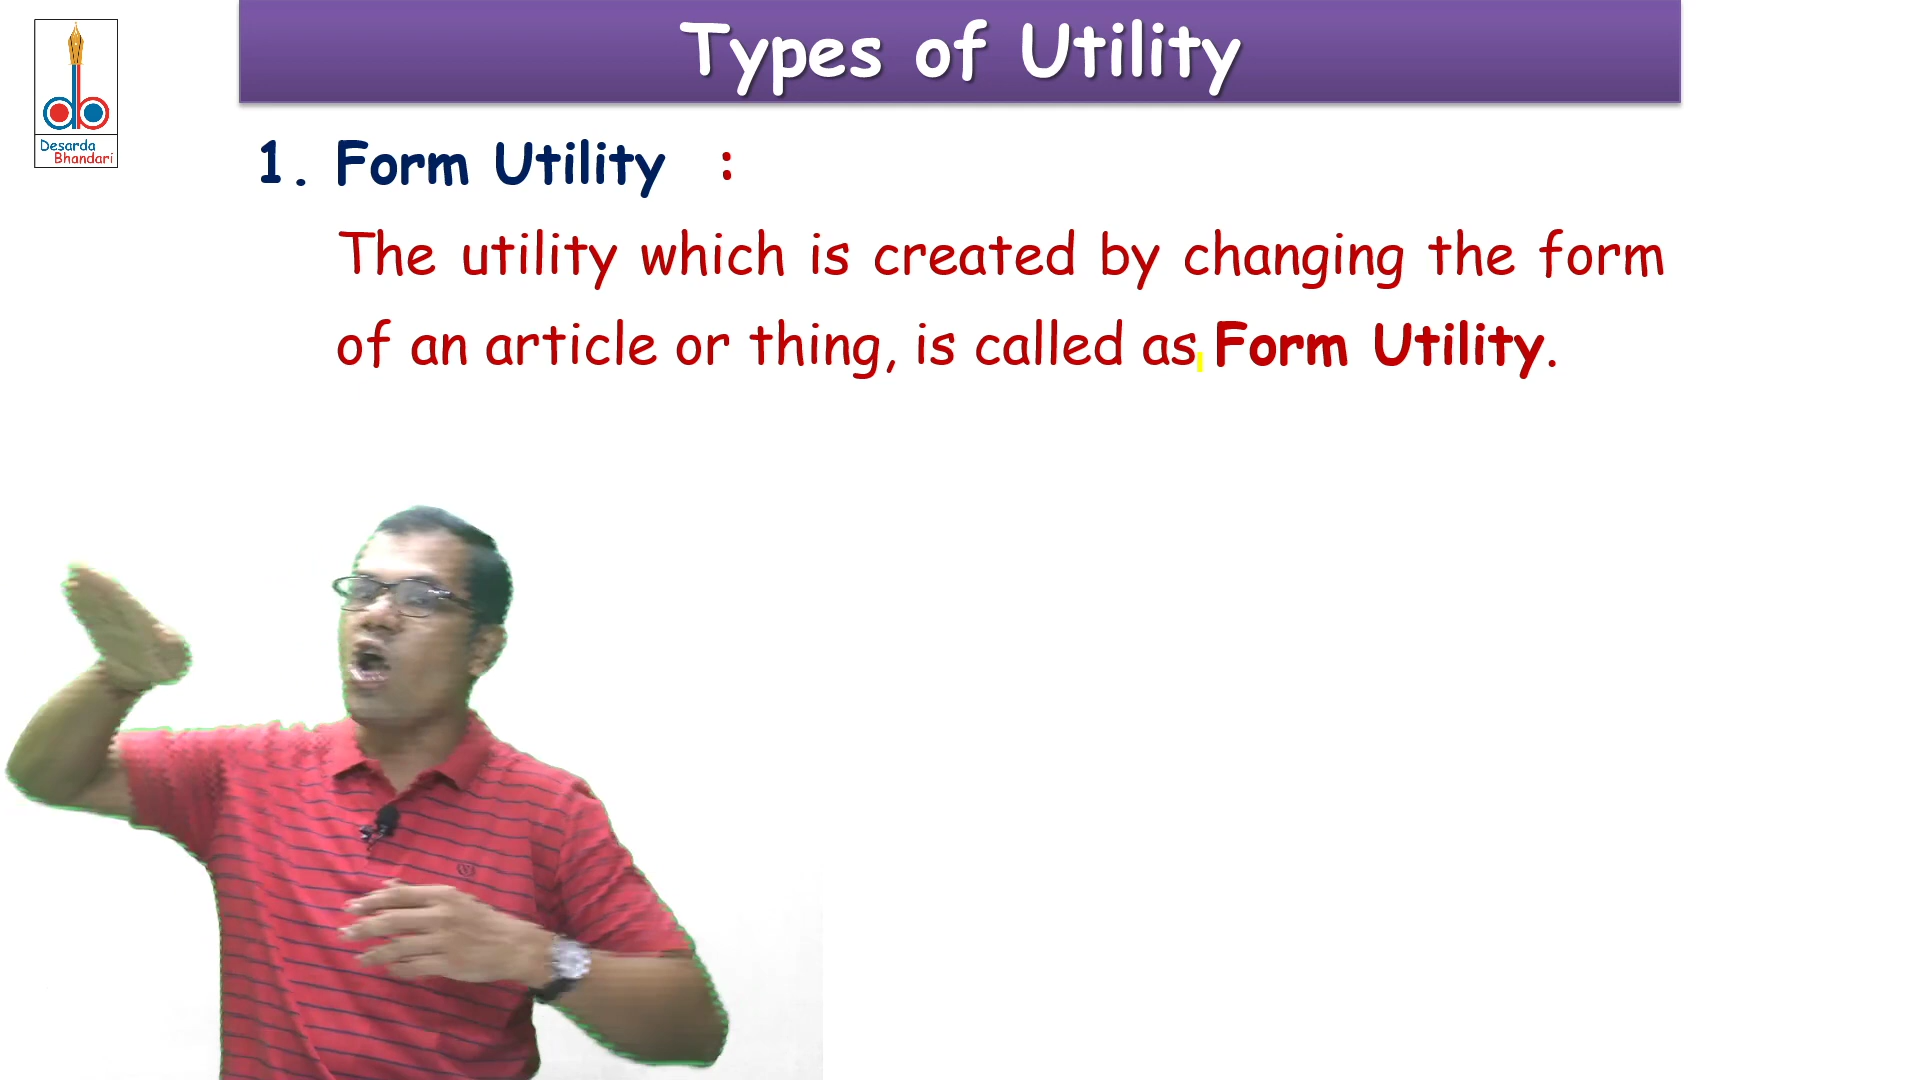 Types of Utility
Desarda
Bhandari
1. Form Utility :
The utility which is created by changing the form
of an article or thing, is called as Form Utility.